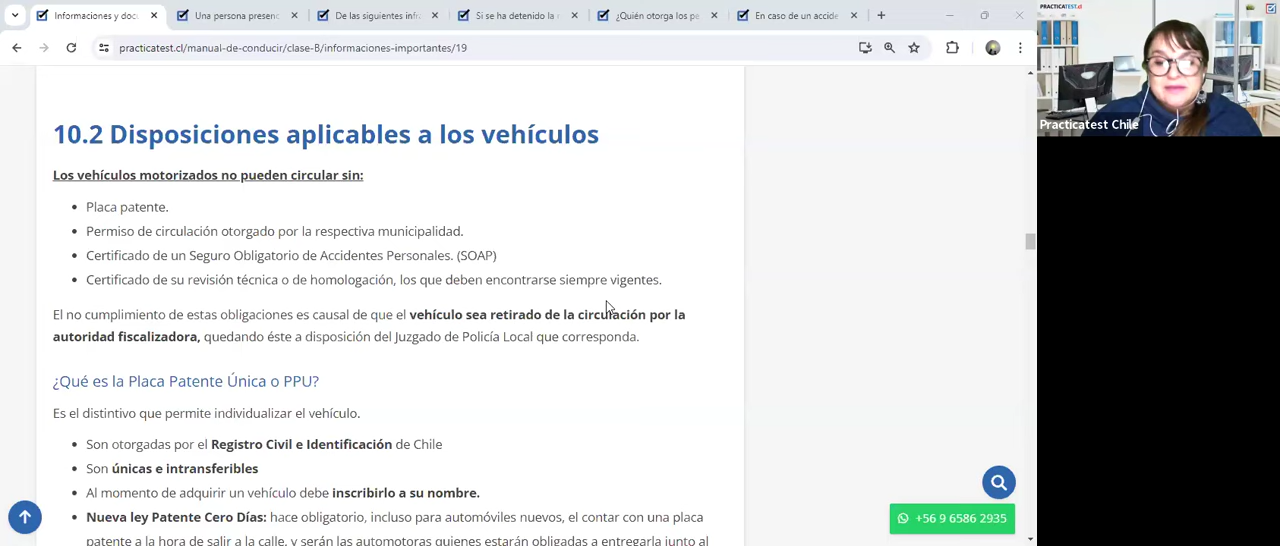 Informaciones y docu
Una persona presenc
De las siguientes infra
Si se ha detenido la m
¿Quién otorga los pe
En caso de un accide
practicatest.cl/manual-de-conducir/clase-B/informaciones-importantes/19
PRACTICATEST.cl
Practicatest Chile
10.2 Disposiciones aplicables a los vehículos
Los vehículos motorizados no pueden circular sin:
Placa patente.
Permiso de circulación otorgado por la respectiva municipalidad.
Certificado de un Seguro Obligatorio de Accidentes Personales. (SOAP)
Certificado de su revisión técnica o de homologación, los que deben encontrarse siempre vigentes.
El no cumplimiento de estas obligaciones es causal de que el vehículo sea retirado de la circulación por la
autoridad fiscalizadora, quedando éste a disposición del Juzgado de Policía Local que corresponda.
¿Qué es la Placa Patente Única o PPU?
Es el distintivo que permite individualizar el vehículo.
Son otorgadas por el Registro Civil e Identificación de Chile
Son únicas e intransferibles
Al momento de adquirir un vehículo debe inscribirlo a su nombre.
Nueva ley Patente Cero Días: hace obligatorio, incluso para automóviles nuevos, el contar con una placa
patente a la hora de salir a la calle, y serán las automotoras quienes estarán obligadas a entregarla junto al
+56 9 6586 2935